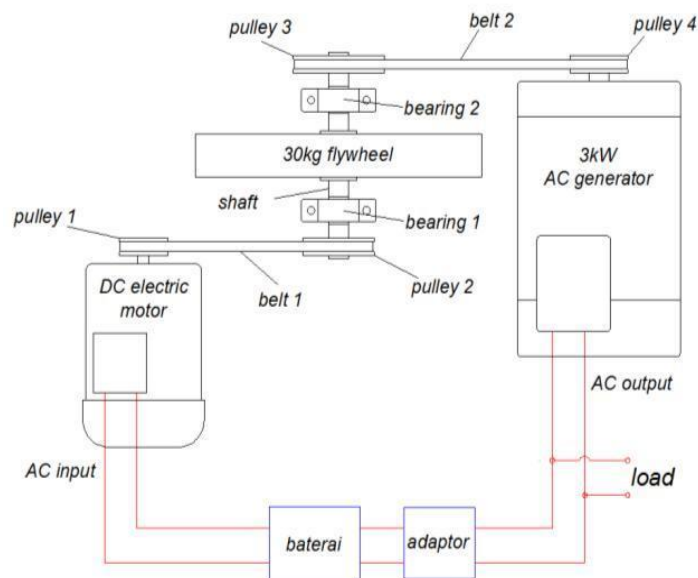 pulley 3
belt 2
pulley 4
bearing 2
30kg flywheel
3kW
AC generator
shaft
pulley 1
bearing 1
DC electric
motor
belt 1
pulley 2
AC output
AC input
load
baterai
adaptor